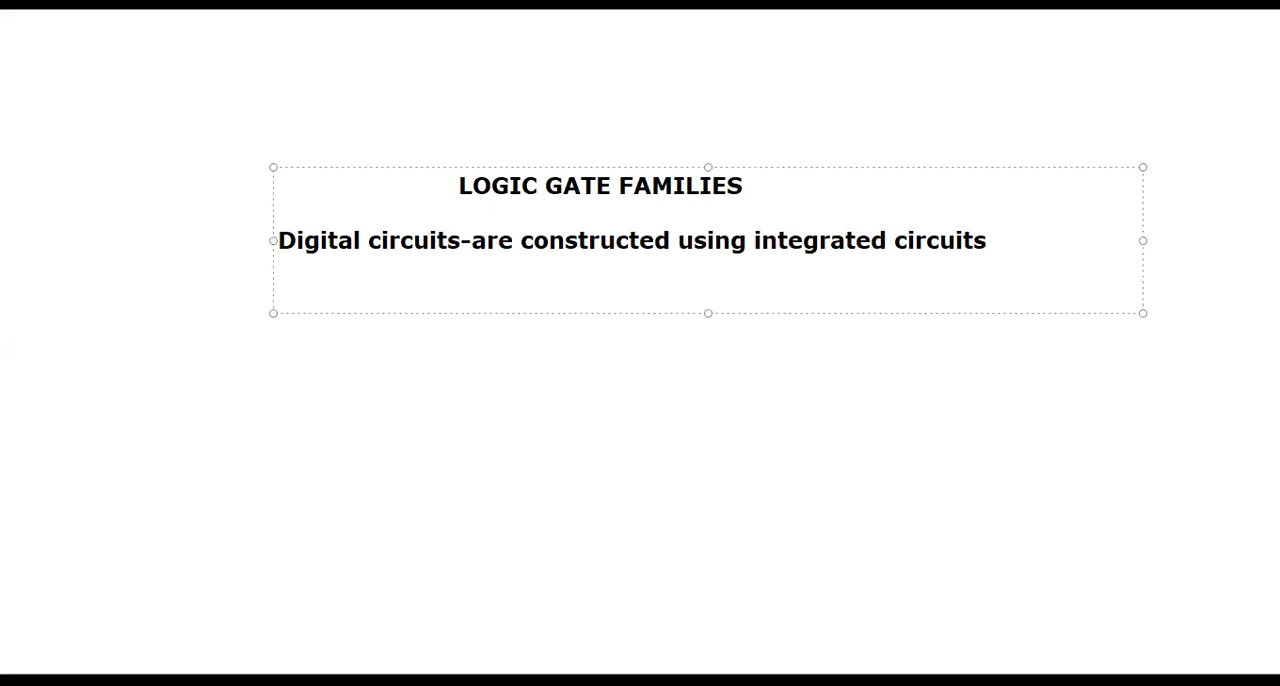 LOGIC GATE FAMILIES
Digital circuits-are constructed using integrated circuits